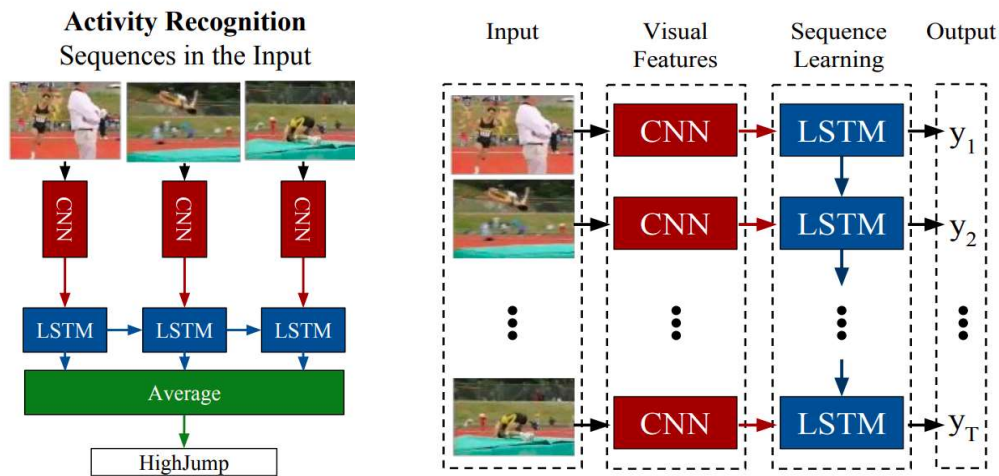 Activity Recognition
Sequences in the Input
CNN
CNN
CNN
LSTM
LSTM
LSTM
Average
HighJump
Input
Visual
Features
Sequence
Learning
Output
CNN
LSTM
y1
CNN
LSTM
y2
CNN
LSTM
yT